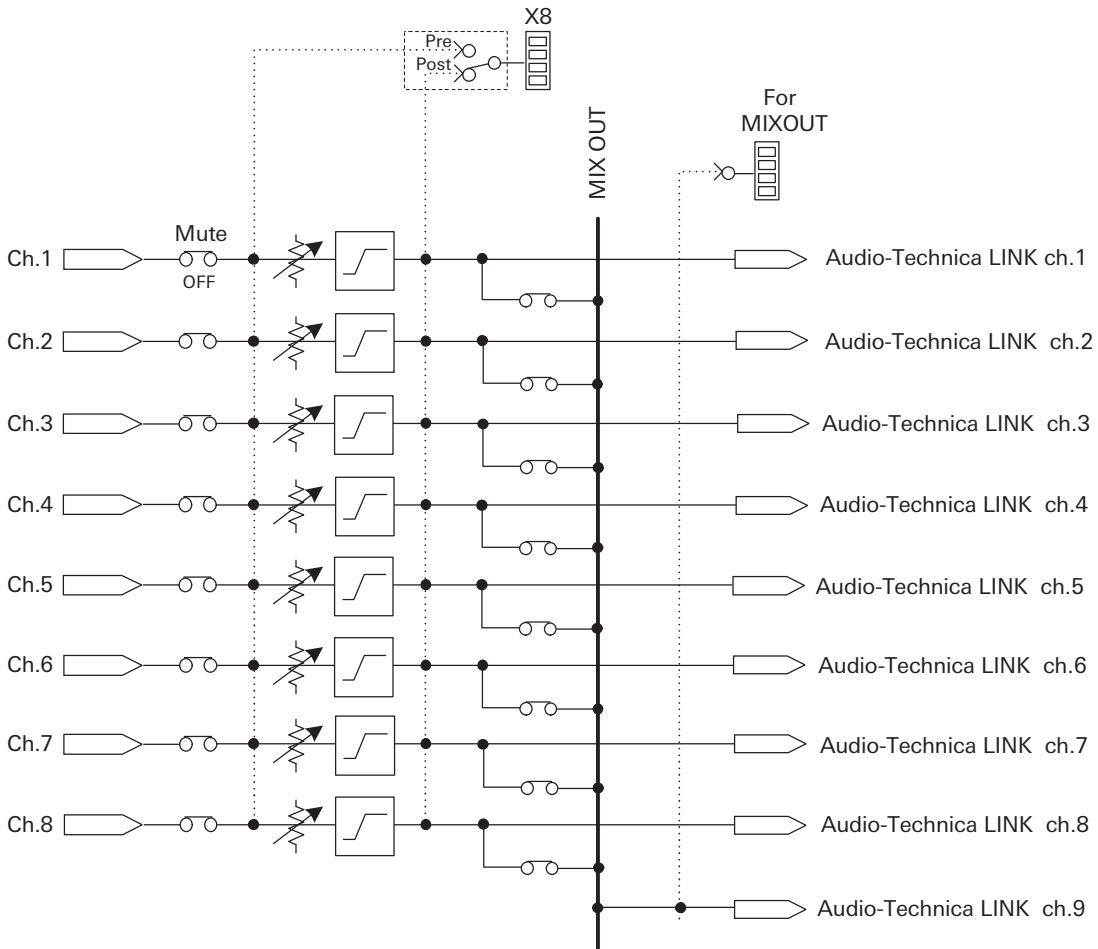 X8
Pre
Post
For
MIXOUT
MIX OUT
Mute
OFF
Ch.1
Audio-Technica LINK ch.1
Ch.2
Audio-Technica LINK ch.2
Ch.3
Audio-Technica LINK ch.3
Ch.4
Audio-Technica LINK ch.4
Ch.5
Audio-Technica LINK ch.5
Ch.6
Audio-Technica LINK ch.6
Ch.7
Audio-Technica LINK ch.7
Ch.8
Audio-Technica LINK ch.8
Audio-Technica LINK ch.9